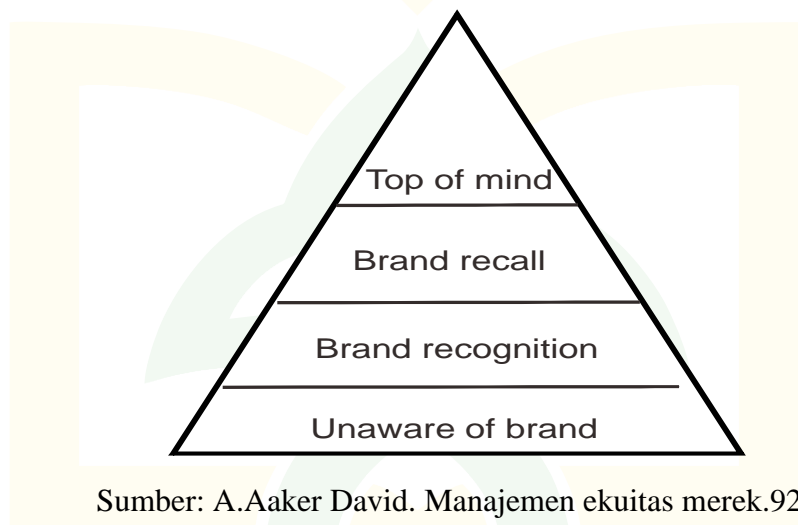 Top of mind
Brand recall
Brand recognition
Unaware of brand
Sumber: A.Aaker David. Manajemen ekuitas merek.92